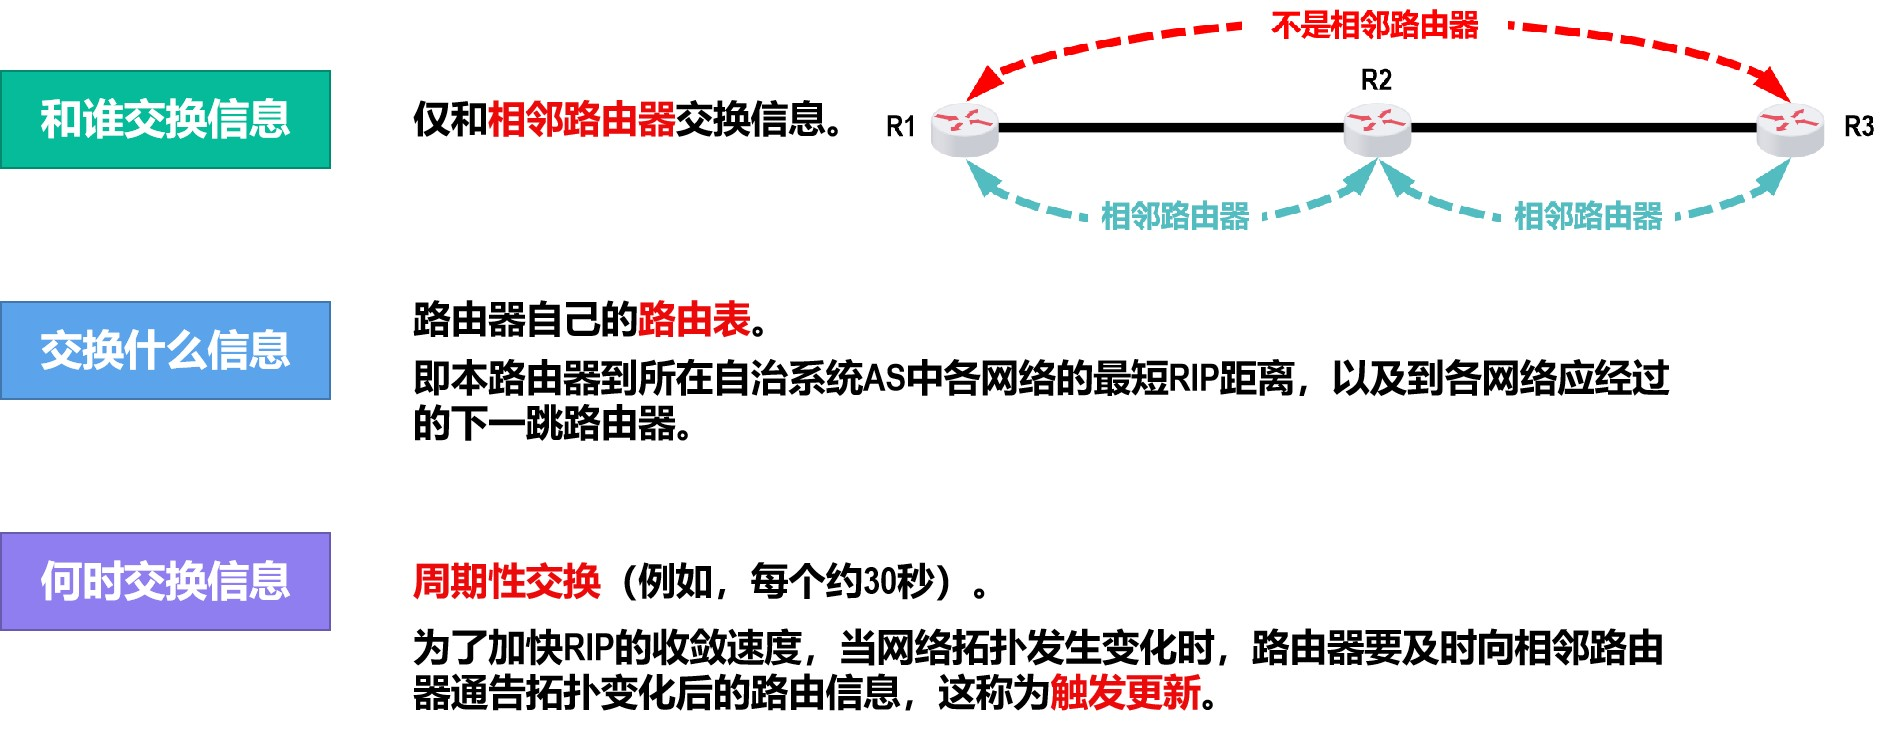 不是相邻路由器
R2
和谁交换信息
仅和相邻路由器交换信息。
R1
R3
相邻路由器
相邻路由器
交换什么信息
路由器自己的路由表。
即本路由器到所在自治系统AS中各网络的最短RIP距离，以及到各网络应经过
的下一跳路由器。
何时交换信息
周期性交换（例如，每个约30秒）。
为了加快RIP的收敛速度，当网络拓扑发生变化时，路由器要及时向相邻路由
器通告拓扑变化后的路由信息，这称为触发更新。